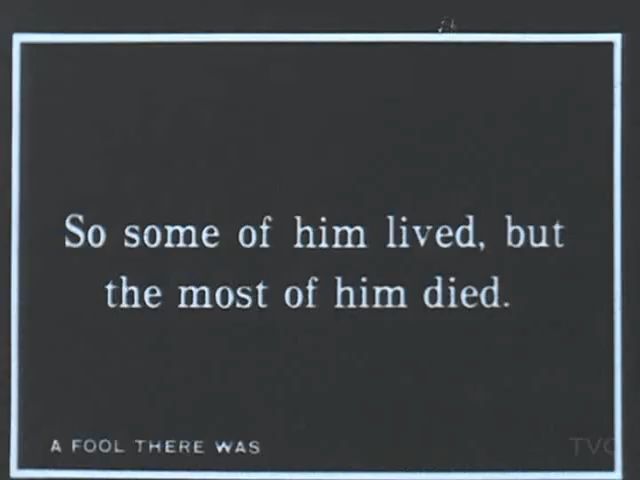 So some of him lived, but
the most of him died.
A FOOL THERE WAS
TVC